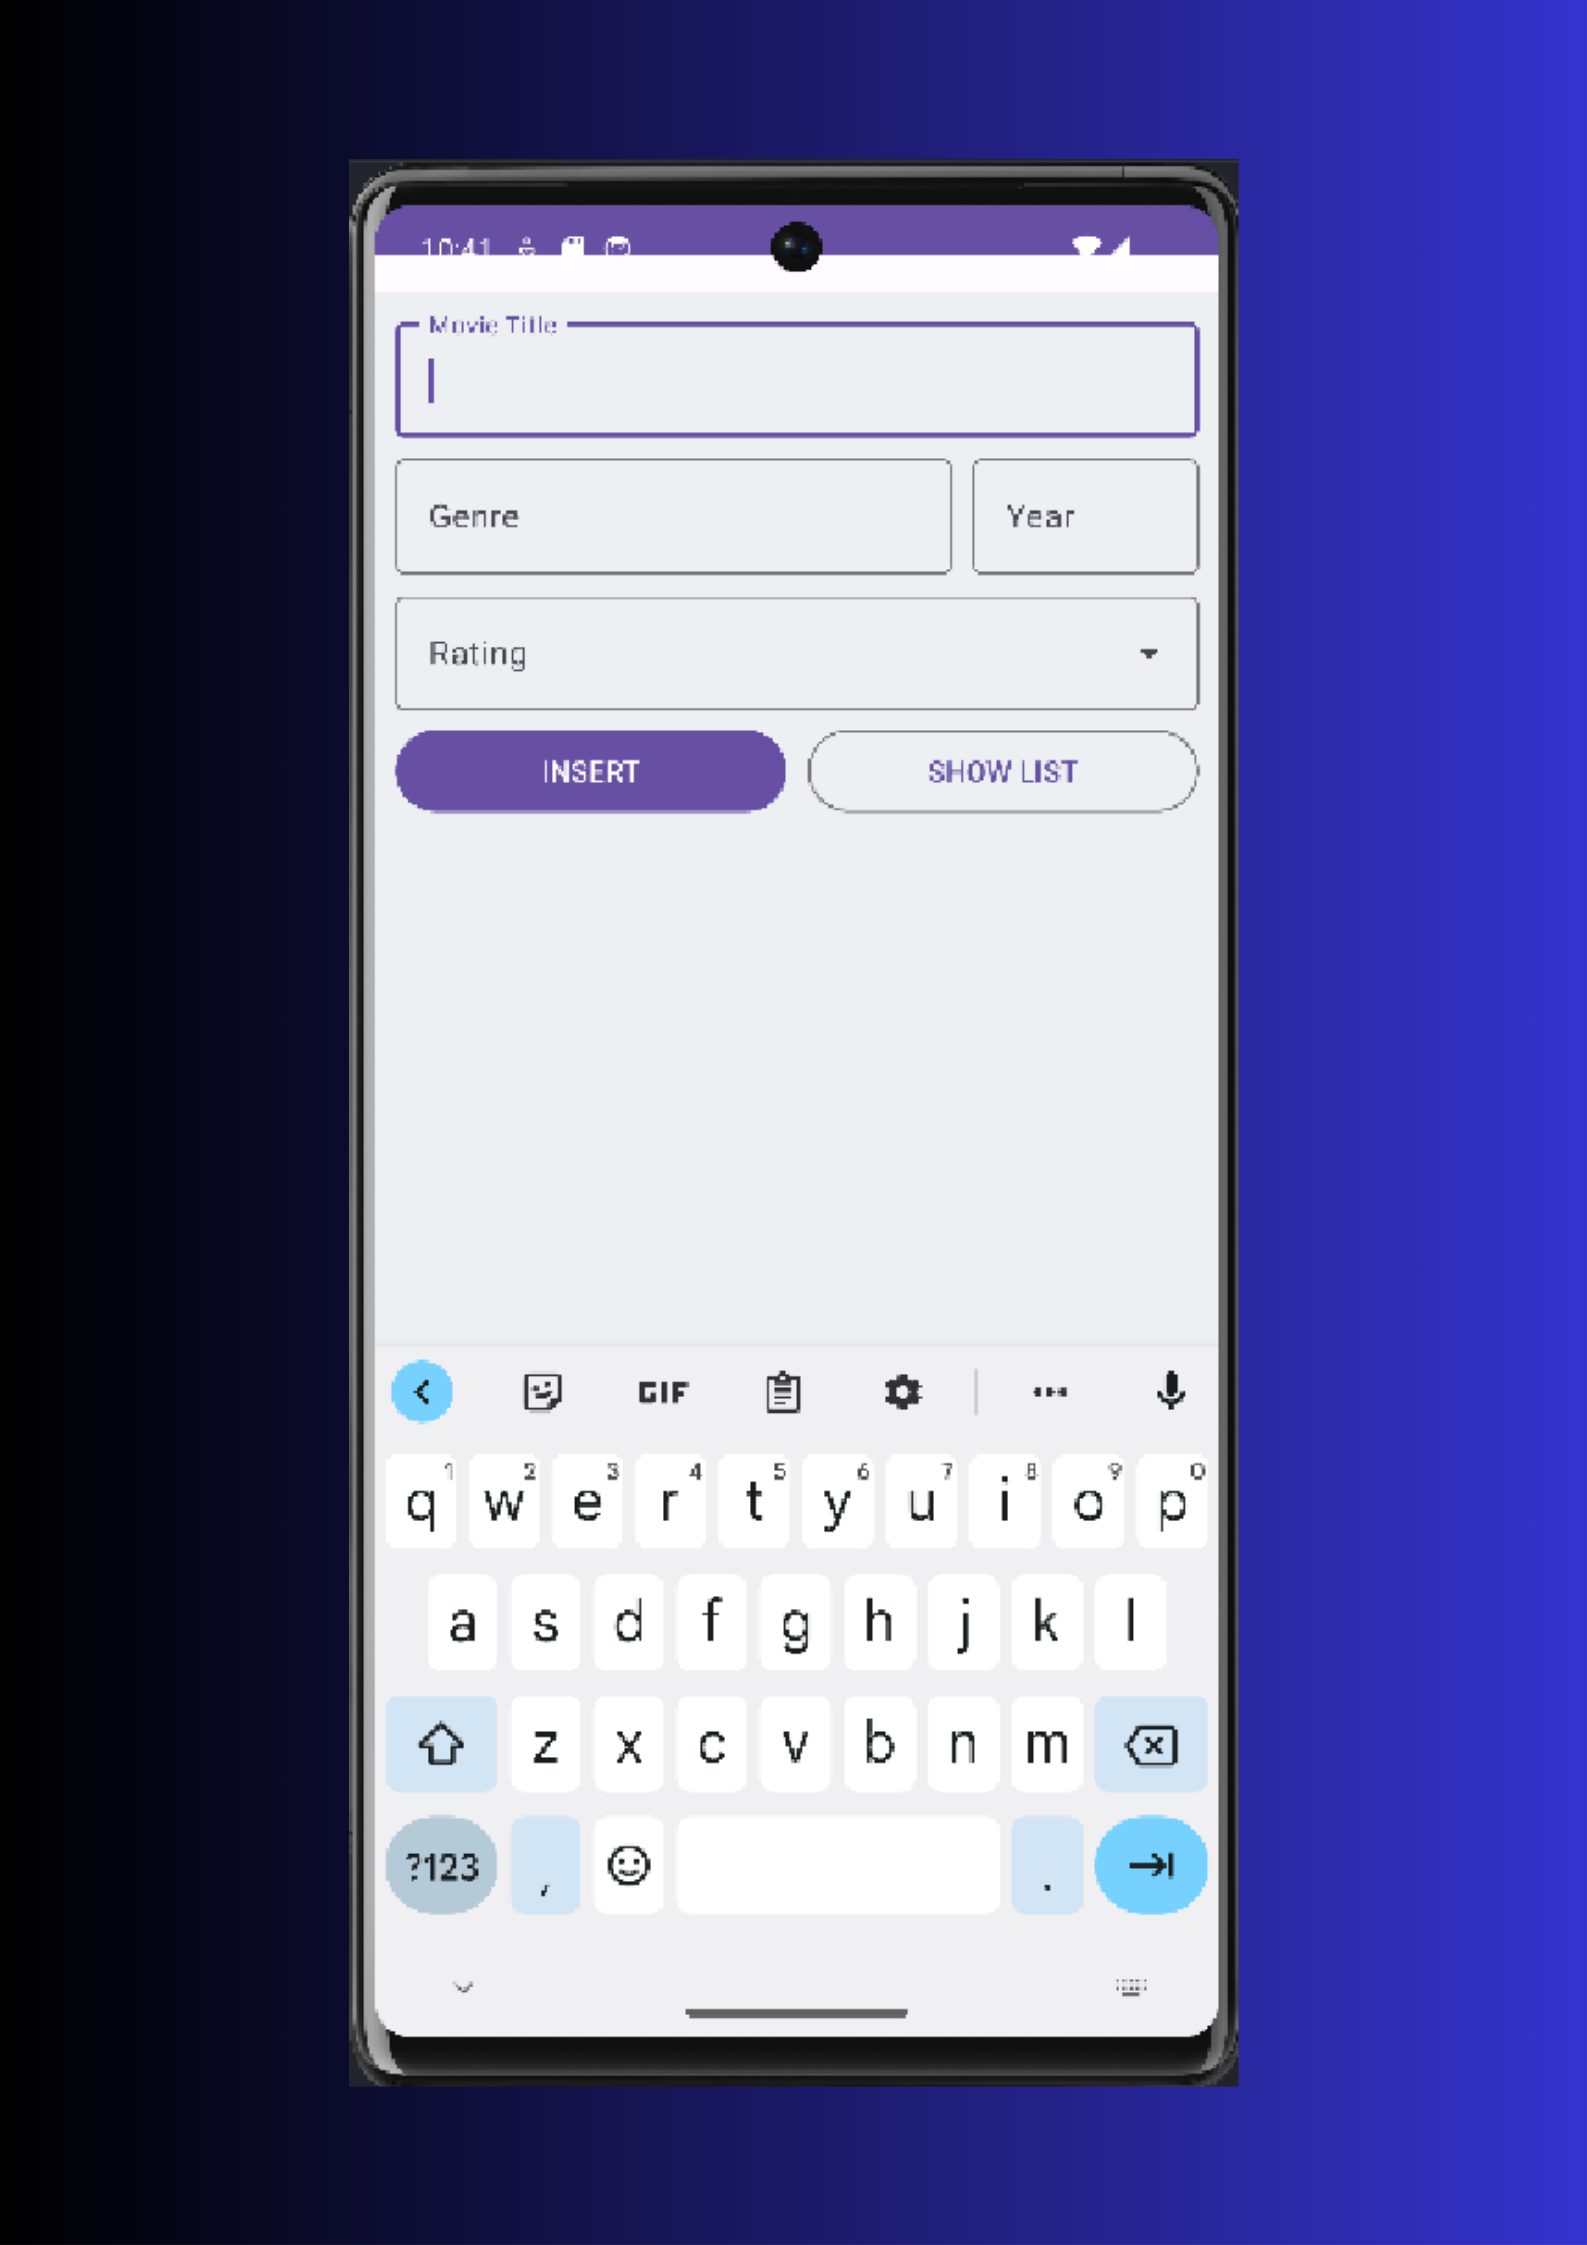 10:41
Movie Title
Genre Year
Rating
INSERT SHOW LIST
GIF
1 2 3 4 5 6 7 8 9 0
q w e r t y u i o p
a s d f g h j k l
z x c v b n m
?123 , .